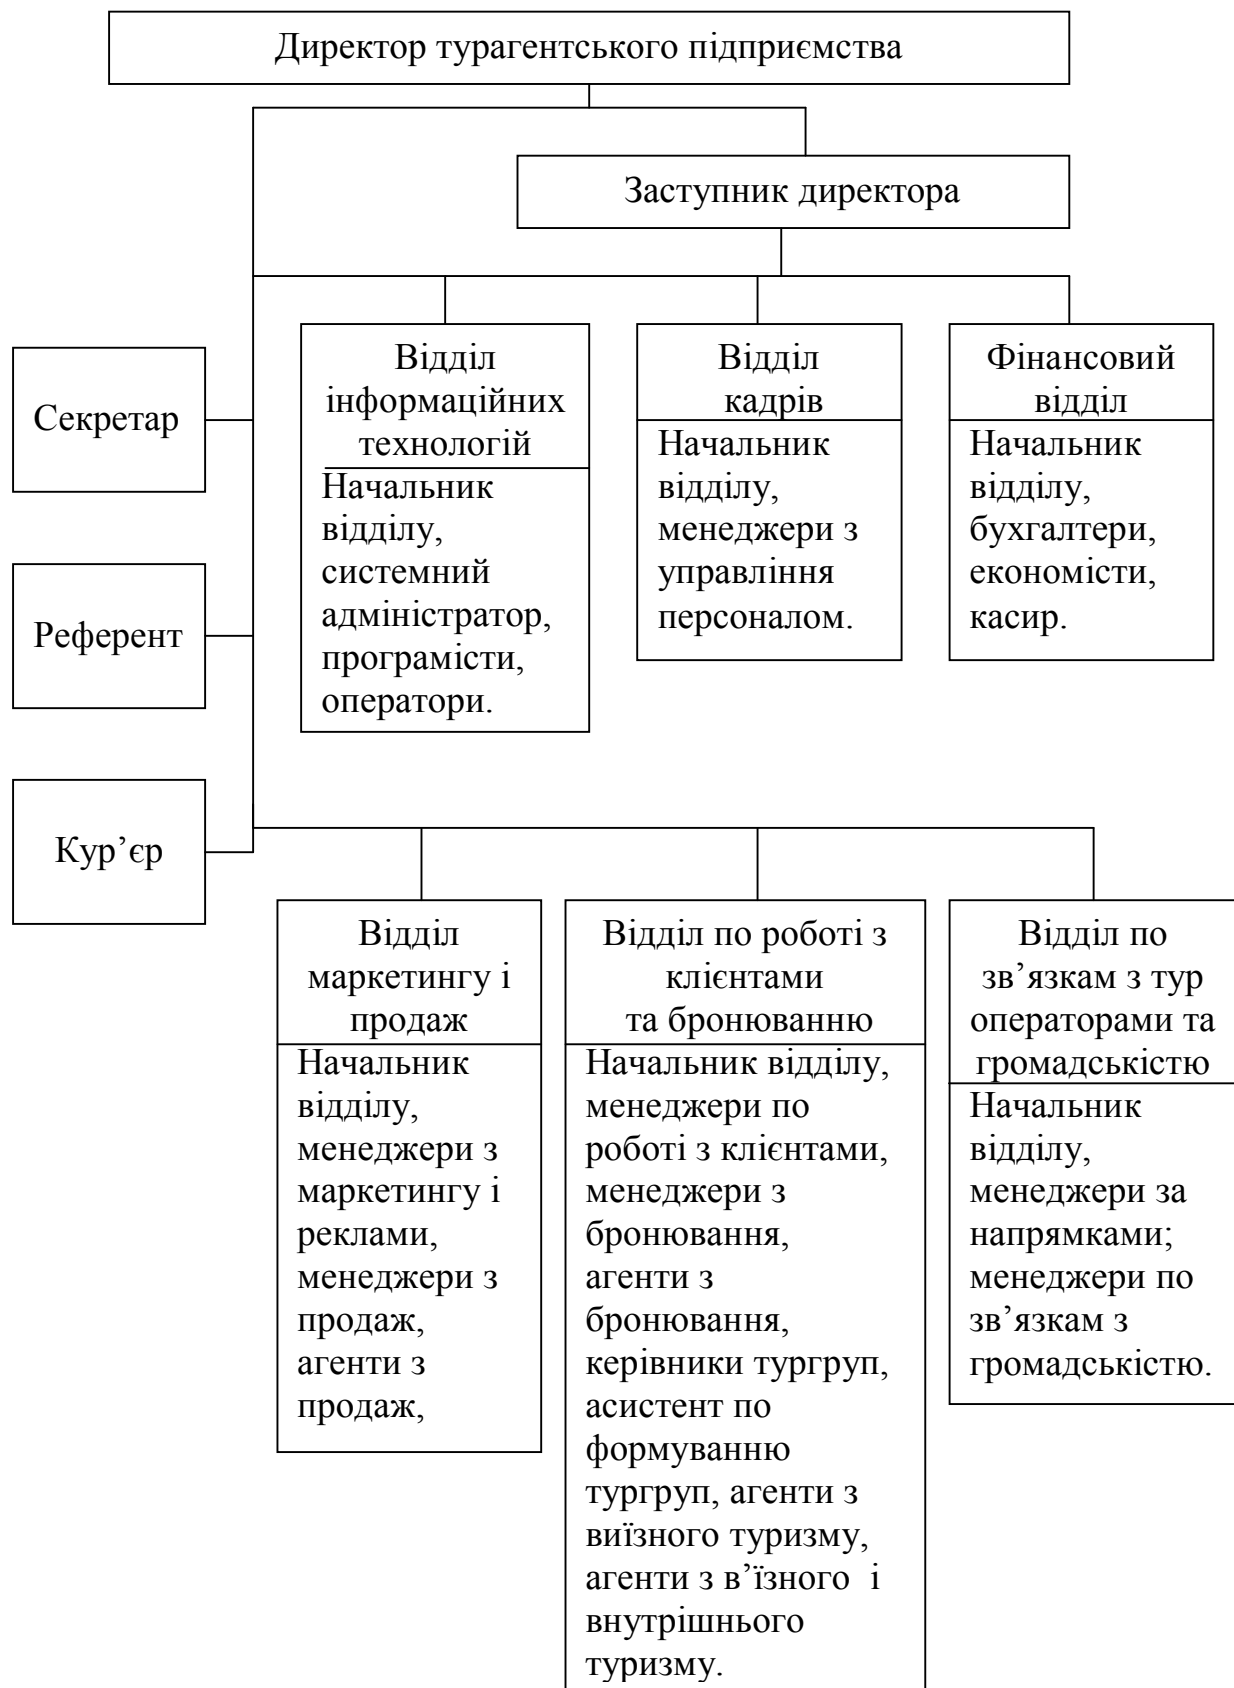 Директор турагентського підприємства
Заступник директора
Секретар
Референт
Кур’єр
Відділ
інформаційних
технологій
Начальник
відділу,
системний
адміністратор,
програмісти,
оператори.
Відділ
кадрів
Начальник
відділу,
менеджери з
управління
персоналом.
Фінансовий
відділ
Начальник
відділу,
бухгалтери,
економісти,
касир.
Відділ
маркетингу і
продаж
Начальник
відділу,
менеджери з
маркетингу і
реклами,
менеджери з
продаж,
агенти з
продаж,
Відділ по роботі з
клієнтами
та бронюванню
Начальник відділу,
менеджери по
роботі з клієнтами,
менеджери з
бронювання,
агенти з
бронювання,
керівники тургруп,
асистент по
формуванню
тургруп, агенти з
виїзного туризму,
агенти з в’їзного і
внутрішнього
туризму.
Відділ по
зв’язкам з тур
операторами та
громадськістю
Начальник
відділу,
менеджери за
напрямками;
менеджери по
зв’язкам з
громадськістю.